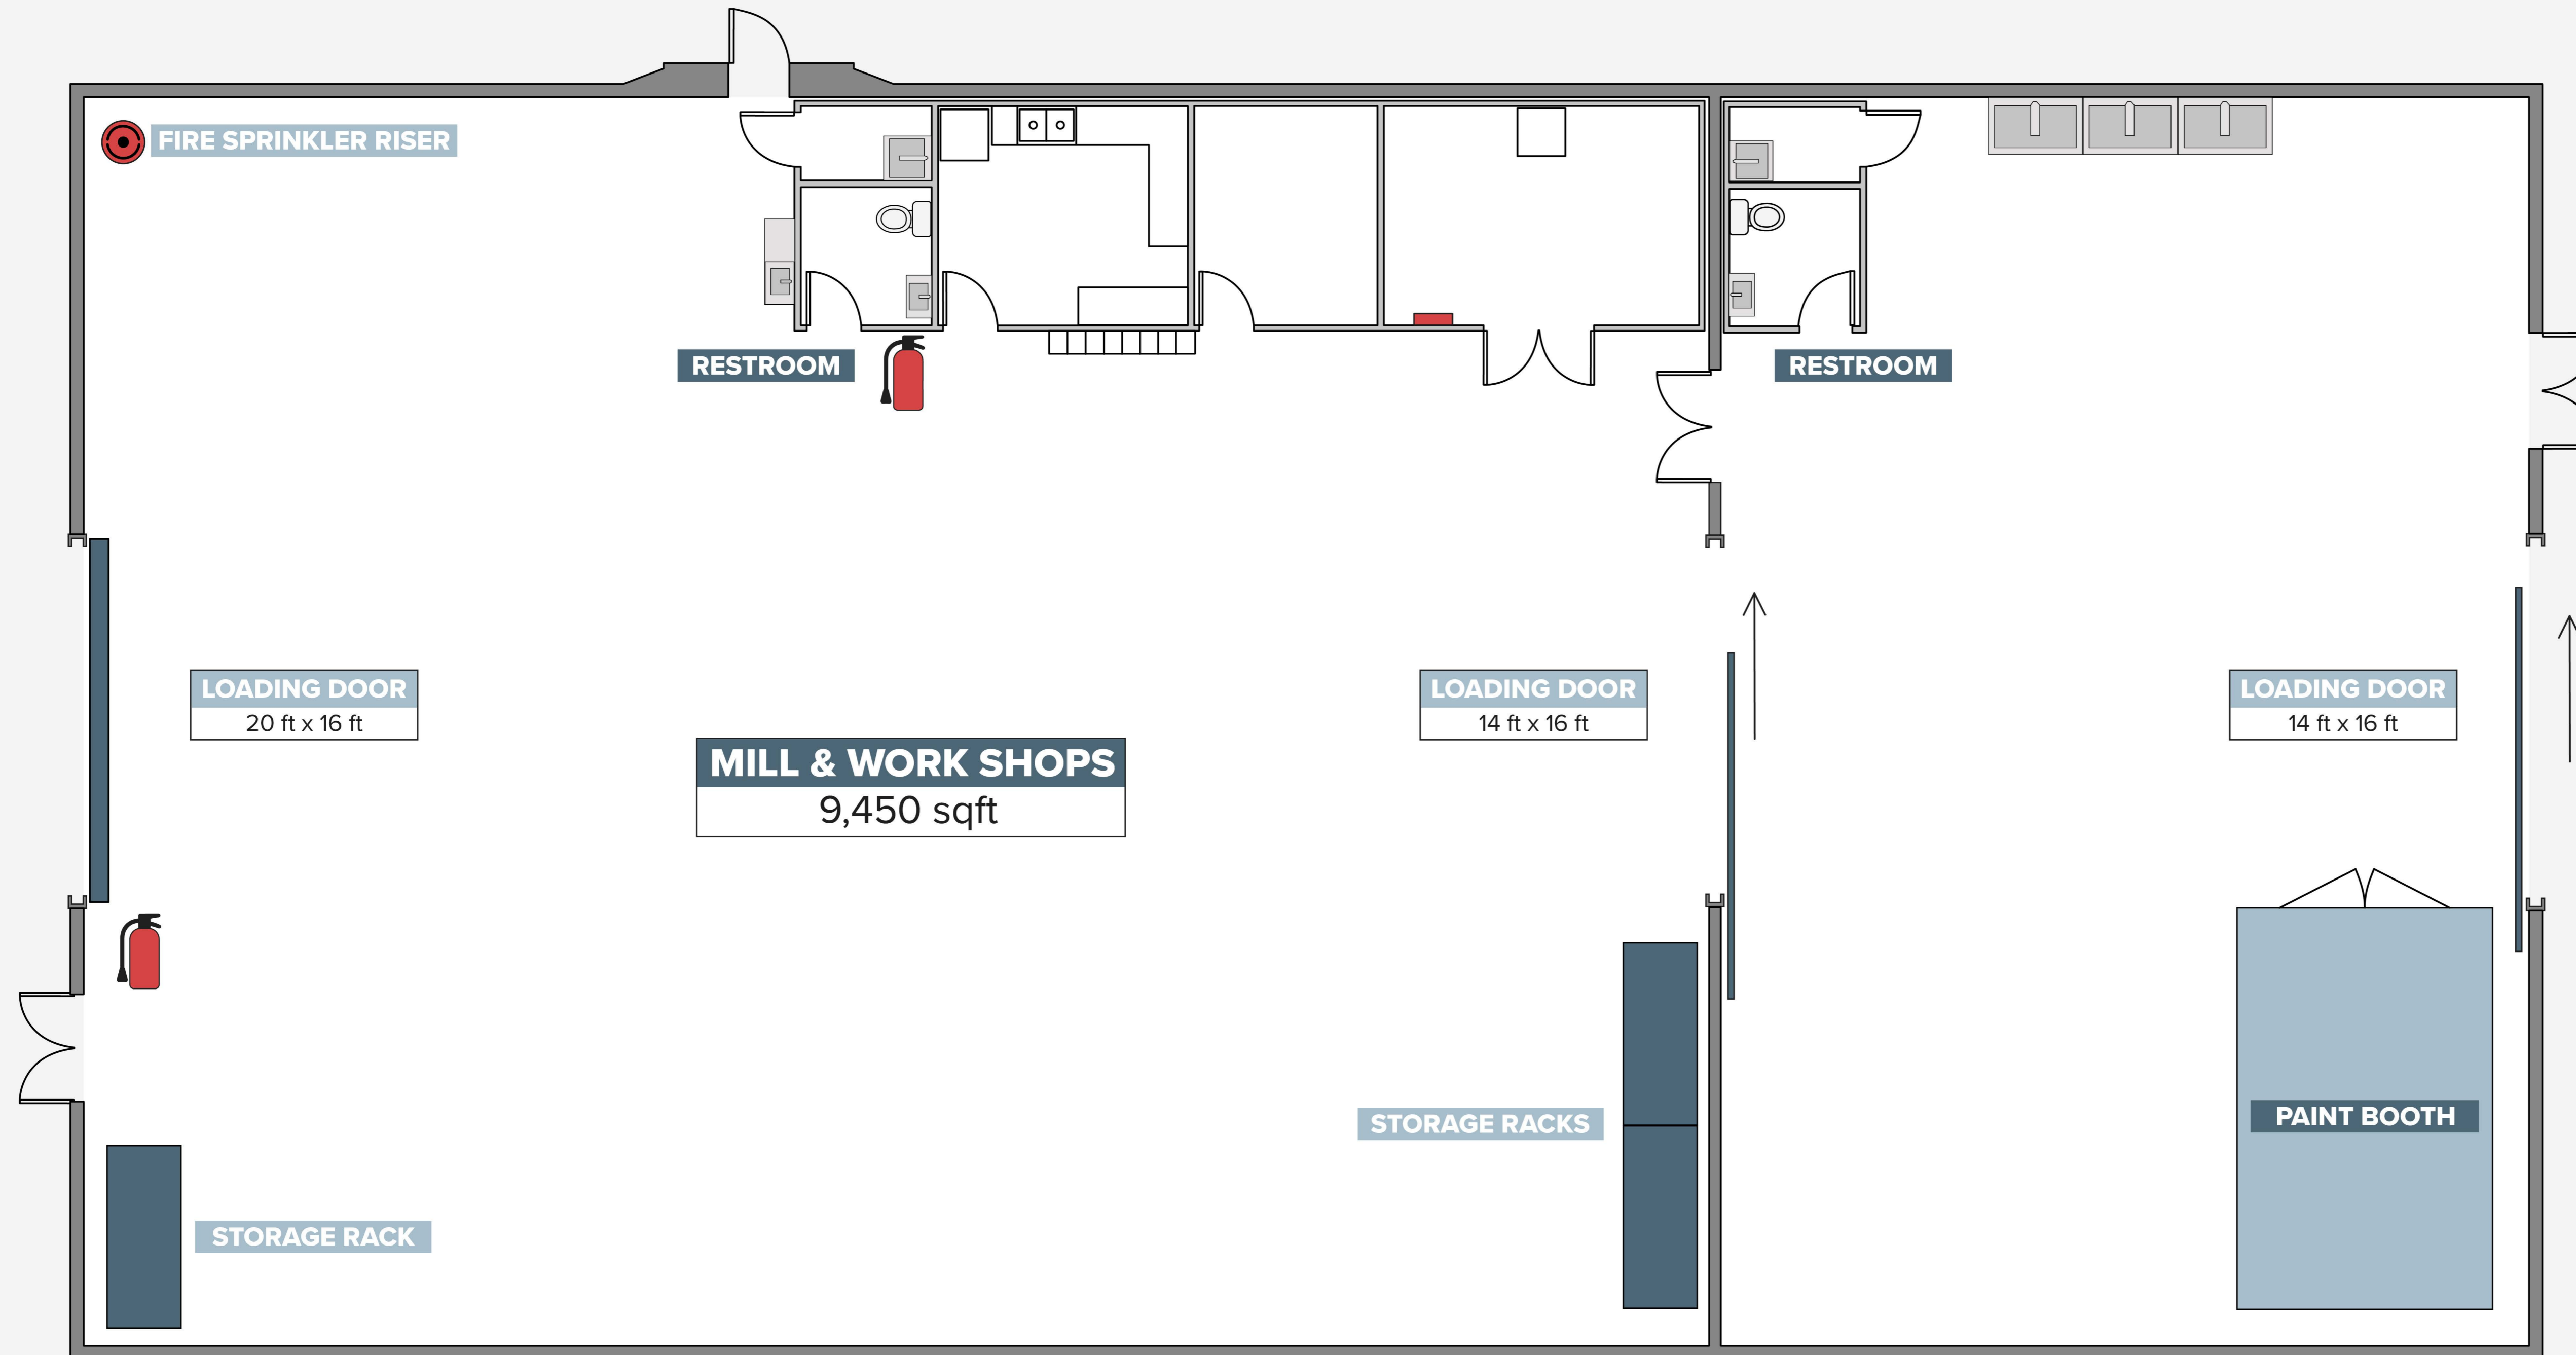 FIRE SPRINKLER RISER
RESTROOM
RESTROOM
LOADING DOOR
20 ft x 16 ft
LOADING DOOR
14 ft x 16 ft
LOADING DOOR
14 ft x 16 ft
MILL & WORK SHOPS
9,450 sqft
STORAGE RACKS
PAINT BOOTH
STORAGE RACK